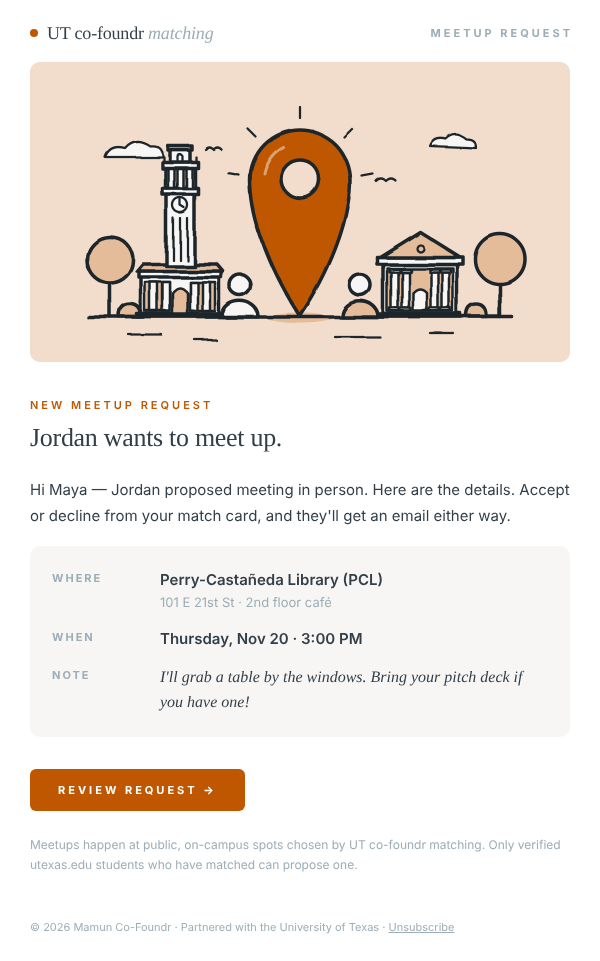 UT co-foundr matching
MEETUP REQUEST
NEW MEETUP REQUEST
Jordan wants to meet up.
Hi Maya — Jordan proposed meeting in person. Here are the details. Accept
or decline from your match card, and they'll get an email either way.
WHERE
Perry-Castañeda Library (PCL)
101 E 21st St · 2nd floor café
WHEN
Thursday, Nov 20 · 3:00 PM
NOTE
I'll grab a table by the windows. Bring your pitch deck if
you have one!
REVIEW REQUEST →
Meetups happen at public, on-campus spots chosen by UT co-foundr matching. Only verified
utexas.edu students who have matched can propose one.
© 2026 Mamun Co-Foundr · Partnered with the University of Texas · Unsubscribe